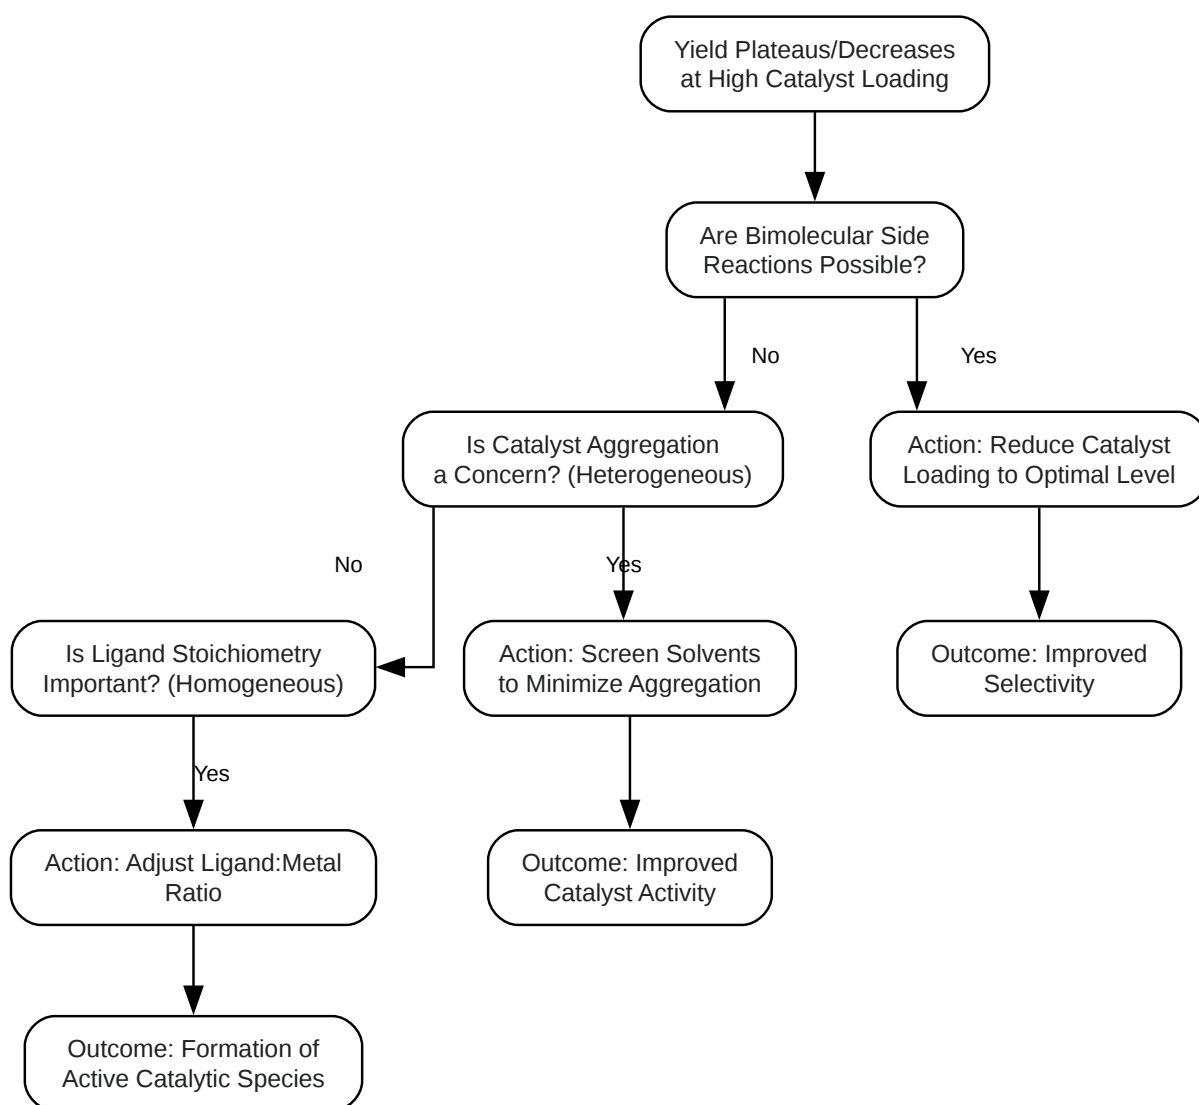 Yield Plateaus/Decreases
at High Catalyst Loading
Are Bimolecular Side
Reactions Possible?
No
Yes
Is Catalyst Aggregation
a Concern? (Heterogeneous)
Action: Reduce Catalyst
Loading to Optimal Level
No
Yes
Is Ligand Stoichiometry
Important? (Homogeneous)
Action: Screen Solvents
to Minimize Aggregation
Outcome: Improved
Selectivity
Yes
Action: Adjust Ligand:Metal
Ratio
Outcome: Improved
Catalyst Activity
Outcome: Formation of
Active Catalytic Species